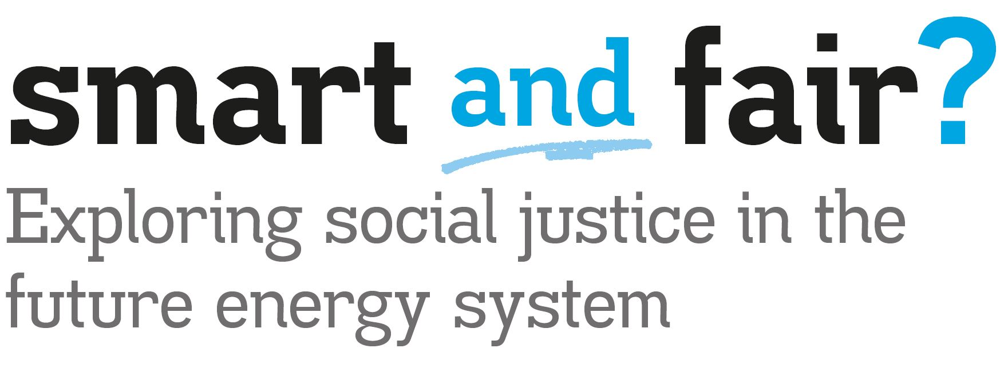 smart and fair?
Exploring social justice in the
future energy system